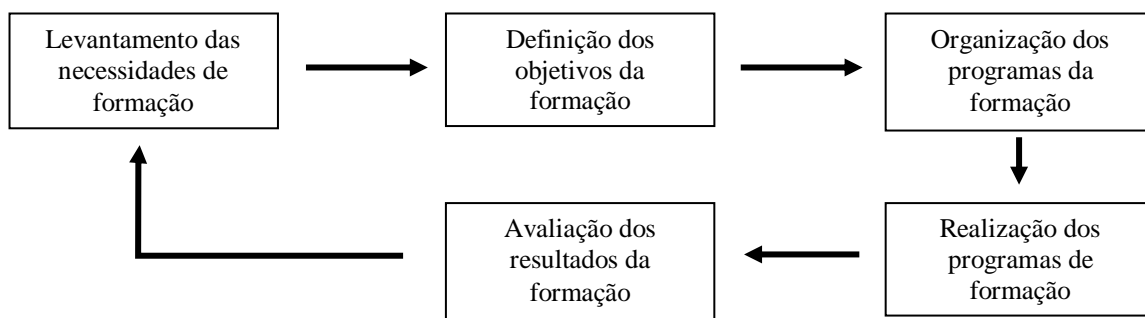 Levantamento das
necessidades de
formação
Definição dos
objetivos da
formação
Organização dos
programas da
formação
Avaliação dos
resultados da
formação
Realização dos
programas de
formação